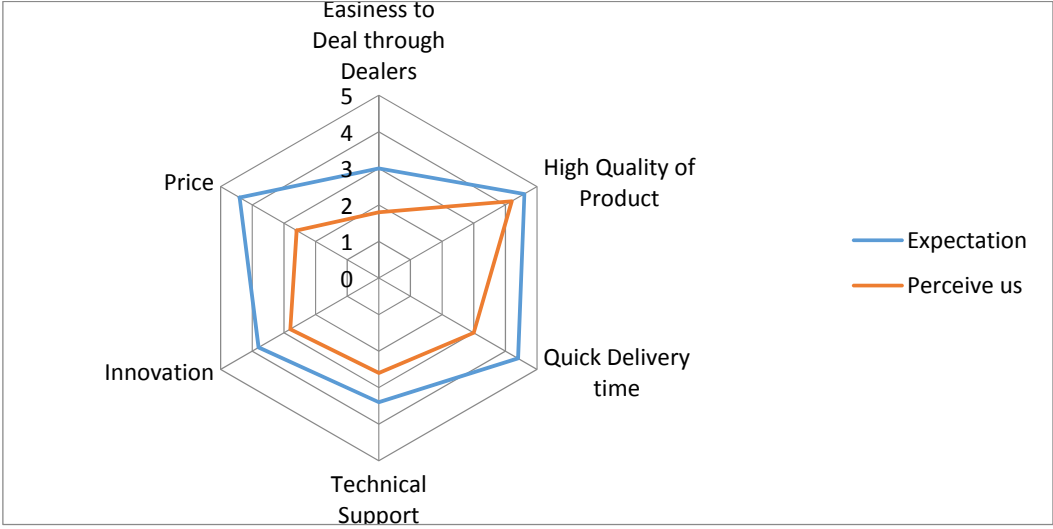 Easiness to
Deal through
Dealers
5
4
3
2
1
0
High Quality of
Product
Quick Delivery
time
Technical
Support
Innovation
Price
Expectation
Perceive us